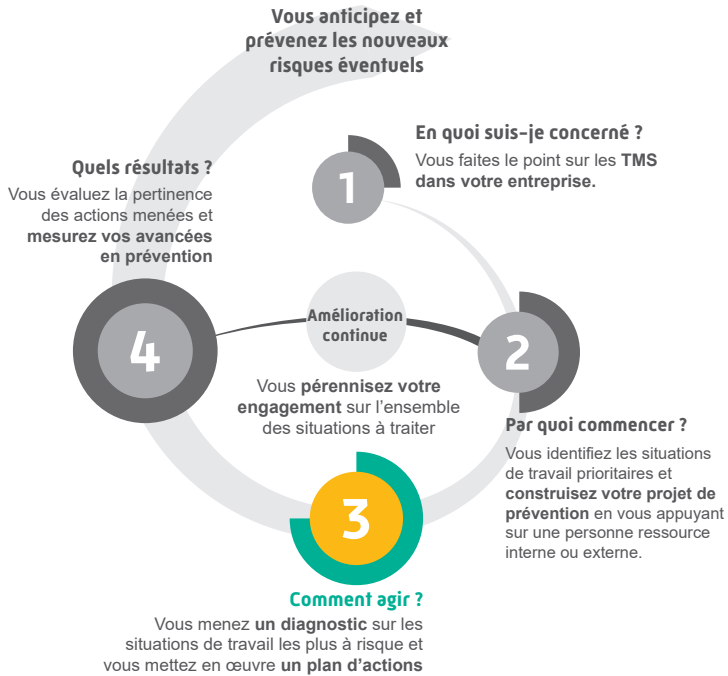 Vous anticipez et
prévenez les nouveaux
risques éventuels
1
En quoi suis-je concerné ?
Vous faites le point sur les TMS
dans votre entreprise.
2
Par quoi commencer ?
Vous identifiez les situations
de travail prioritaires et
construisez votre projet de
prévention en vous appuyant
sur une personne ressource
interne ou externe.
3
Comment agir ?
Vous menez un diagnostic sur les
situations de travail les plus à risque et
vous mettez en œuvre un plan d’actions
4
Quels résultats ?
Vous évaluez la pertinence
des actions menées et
mesurez vos avancées
en prévention
Amélioration
continue
Vous pérennisez votre
engagement sur l’ensemble
des situations à traiter